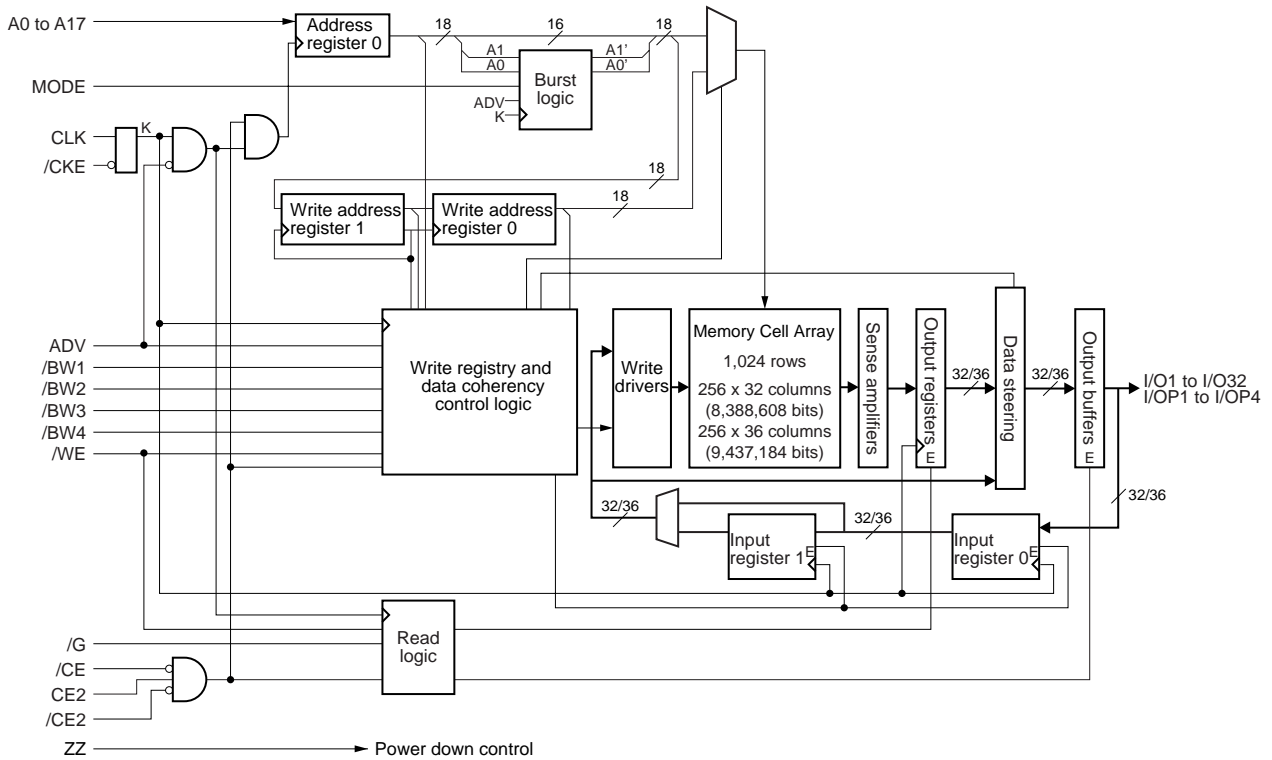 A0 to A17
Address
register 0
18
16
18
A1
A0
A1'
A0'
MODE
Burst
logic
ADV
K
CLK
K
/CKE
18
18
Write address
register 1
Write address
register 0
ADV
/BW1
/BW2
/BW3
/BW4
/WE
Write registry and
data coherency
control logic
Write
drivers
Memory Cell Array
1,024 rows
256 x 32 columns
(8,388,608 bits)
256 x 36 columns
(9,437,184 bits)
Sense amplifiers
Output registers
E
32/36
Data steering
32/36
Output buffers
E
I/O1 to I/O32
I/OP1 to I/OP4
32/36
32/36
32/36
Input
register 1
E
Input
register 0
E
/G
/CE
CE2
/CE2
Read
logic
ZZ
Power down control